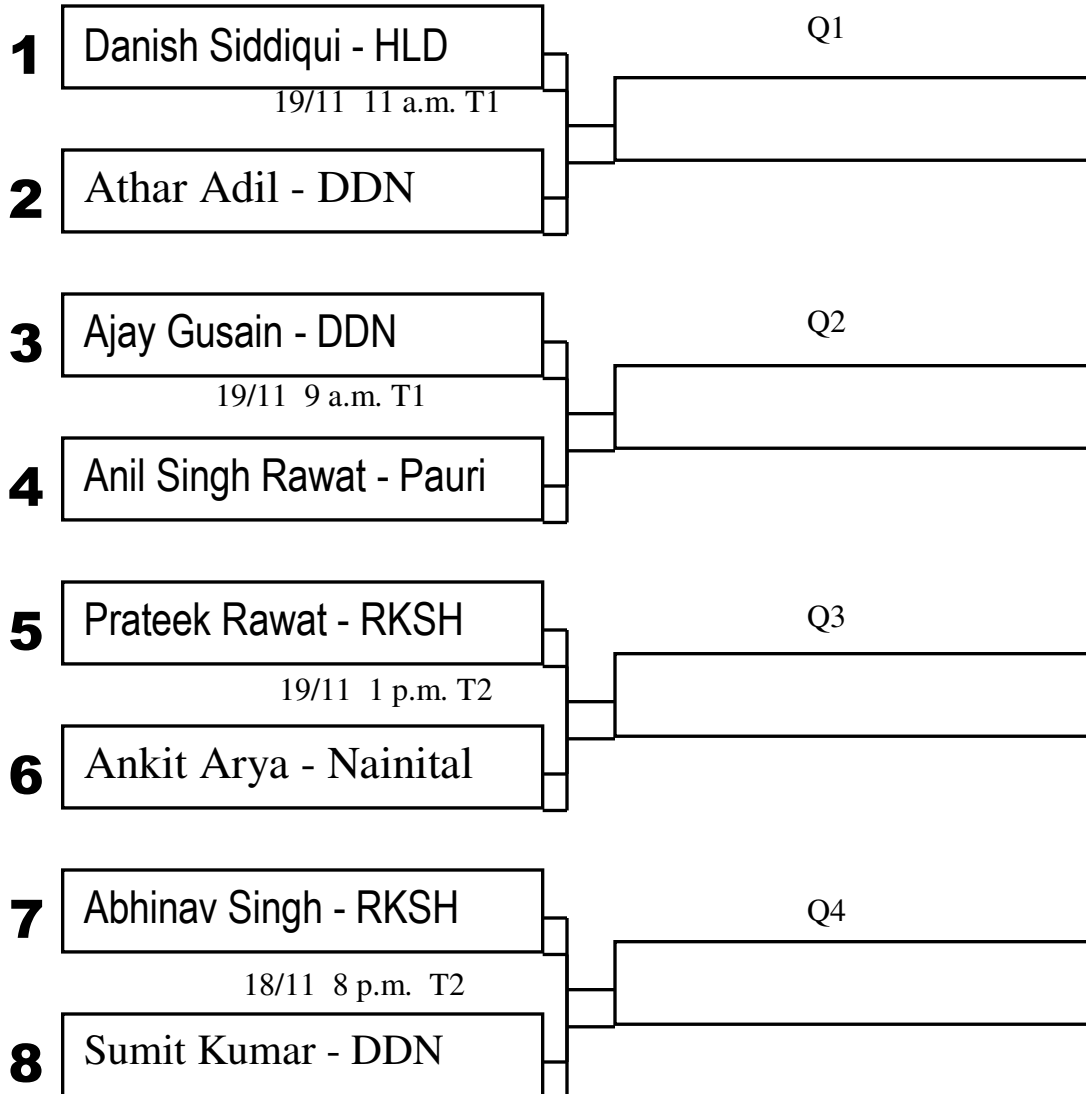 1 Danish Siddiqui - HLD
Q1
19/11 11 a.m. T1
2 Athar Adil - DDN
3 Ajay Gusain - DDN
Q2
19/11 9 a.m. T1
4 Anil Singh Rawat - Pauri
5 Prateek Rawat - RKSH
Q3
19/11 1 p.m. T2
6 Ankit Arya - Nainital
7 Abhinav Singh - RKSH
Q4
18/11 8 p.m. T2
8 Sumit Kumar - DDN